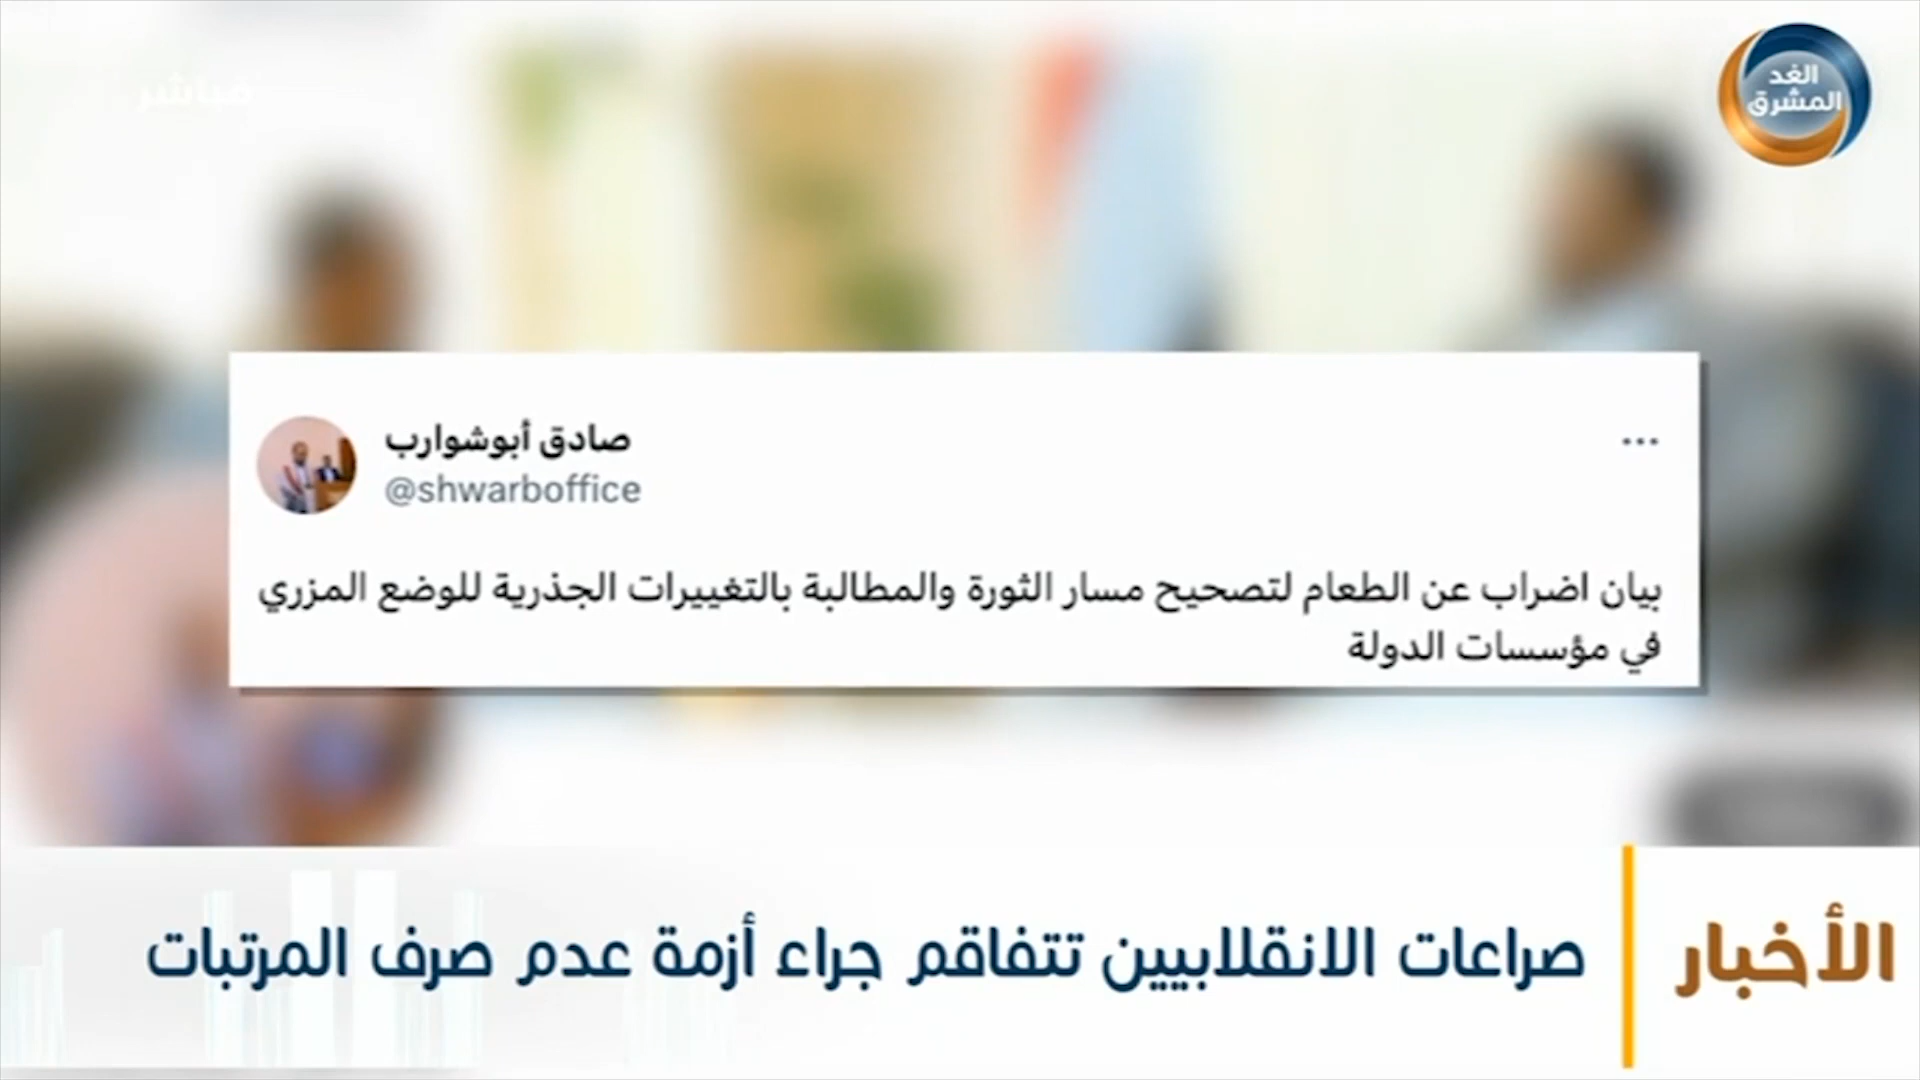 مباشر
الغد
المشرق
صادق أبوشوارب
@shwarboffice
بيان اضراب عن الطعام لتصحيح مسار الثورة والمطالبة بالتغييرات الجذرية للوضع المزري
في مؤسسات الدولة
الأخبار
صراعات الانقلابيين تتفاقم جراء أزمة عدم صرف المرتبات